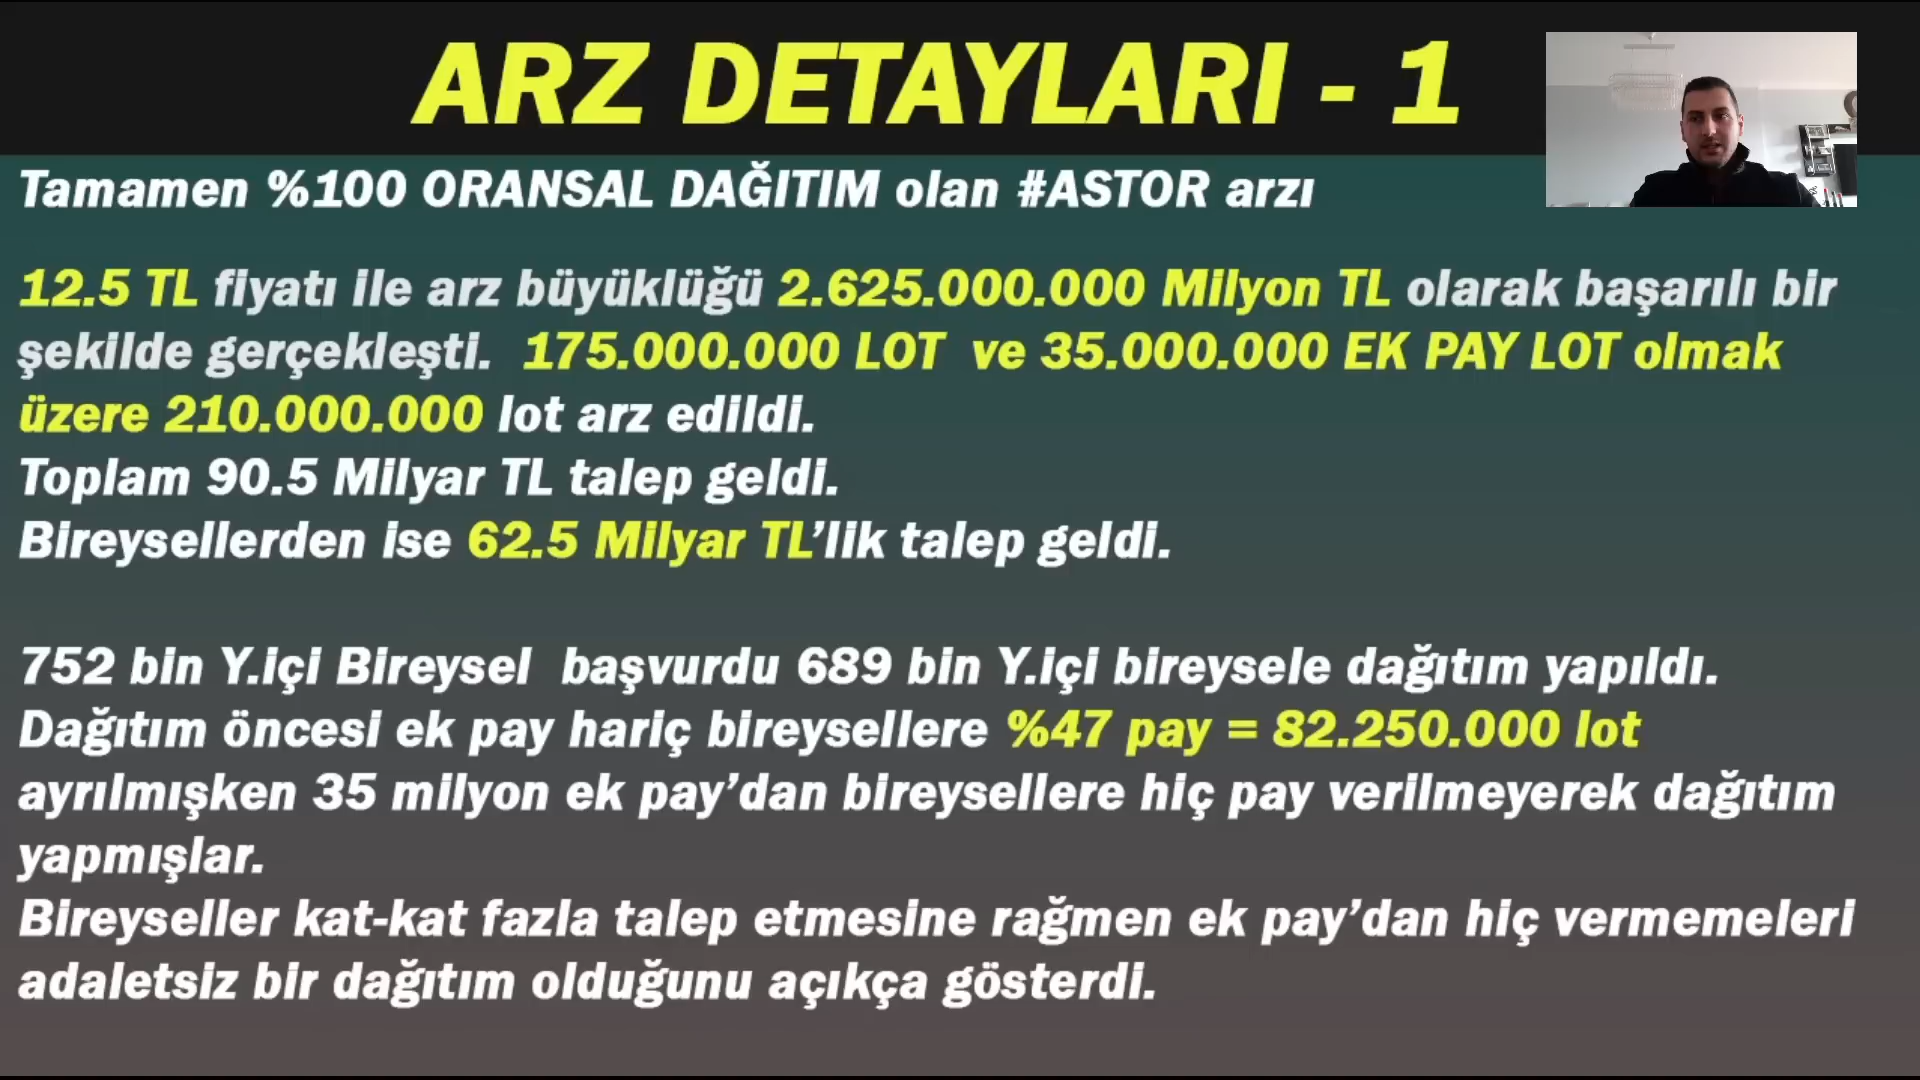 ARZ DETAYLARI - 1
Tamamen %100 ORANSAL DAĞITIM olan #ASTOR arzı
12.5 TL fiyatı ile arz büyüklüğü 2.625.000.000 Milyon TL olarak başarılı bir
şekilde gerçekleşti. 175.000.000 LOT ve 35.000.000 EK PAY LOT olmak
üzere 210.000.000 lot arz edildi.
Toplam 90.5 Milyar TL talep geldi.
Bireysellerden ise 62.5 Milyar TL'lik talep geldi.
752 bin Y.içi Bireysel başvurdu 689 bin Y.içi bireysele dağıtım yapıldı.
Dağıtım öncesi ek pay hariç bireysellere %47 pay = 82.250.000 lot
ayrılmışken 35 milyon ek pay'dan bireysellere hiç pay verilmeyerek dağıtım
yapmışlar.
Bireyseller kat-kat fazla talep etmesine rağmen ek pay'dan hiç vermemeleri
adaletsiz bir dağıtım olduğunu açıkça gösterdi.